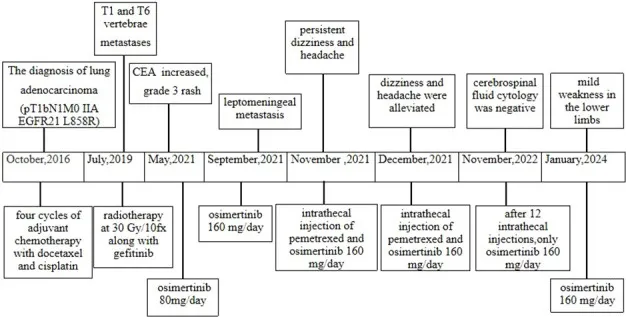 T1 and T6
vertebrae
metastases
persistent
dizziness and
headache
The diagnosis of lung
adenocarcinoma
(pT1bN1M0 IIA
EGFR21 L858R)
CEA increased,
grade 3 rash
leptomeningeal
metastasis
dizziness and
headache were
alleviated
cerebrospinal
fluid cytology
was negative
mild
weakness in
the lower
limbs
October,2016
July,2019
May,2021
September,2021
November ,2021
December,2021
November,2022
January,2024
four cycles of
adjuvant
chemotherapy
with docetaxel
and cisplatin
radiotherapy
at 30 Gy/10fx
along with
gefitinib
osimertinib
80mg/day
osimertinib
160 mg/day
intrathecal
injection of
pemetrexed and
osimertinib 160
mg/day
intrathecal
injection of
pemetrexed and
osimertinib 160
mg/day
after 12
intrathecal
injections,only
osimertinib 160
mg/day
osimertinib
160 mg/day